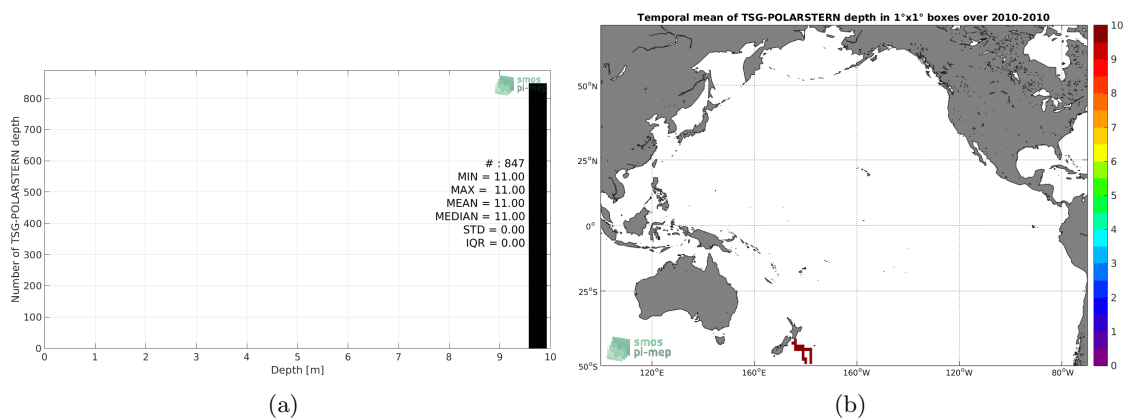 smos
pi-mep
800
700
600
500
400
300
200
100
0
Number of TSG-POLARSTERN depth
# : 847
MIN = 11.00
MAX = 11.00
MEAN = 11.00
MEDIAN = 11.00
STD = 0.00
IQR = 0.00
0 1 2 3 4 5 6 7 8 9 10
Depth [m]
(a)
Temporal mean of TSG-POLARSTERN depth in 1°x1° boxes over 2010-2010
50°N
25°N
0°
25°S
50°S
120°E 160°E 160°W 120°W 80°W
smos
pi-mep
10
9
8
7
6
5
4
3
2
1
0
(b)